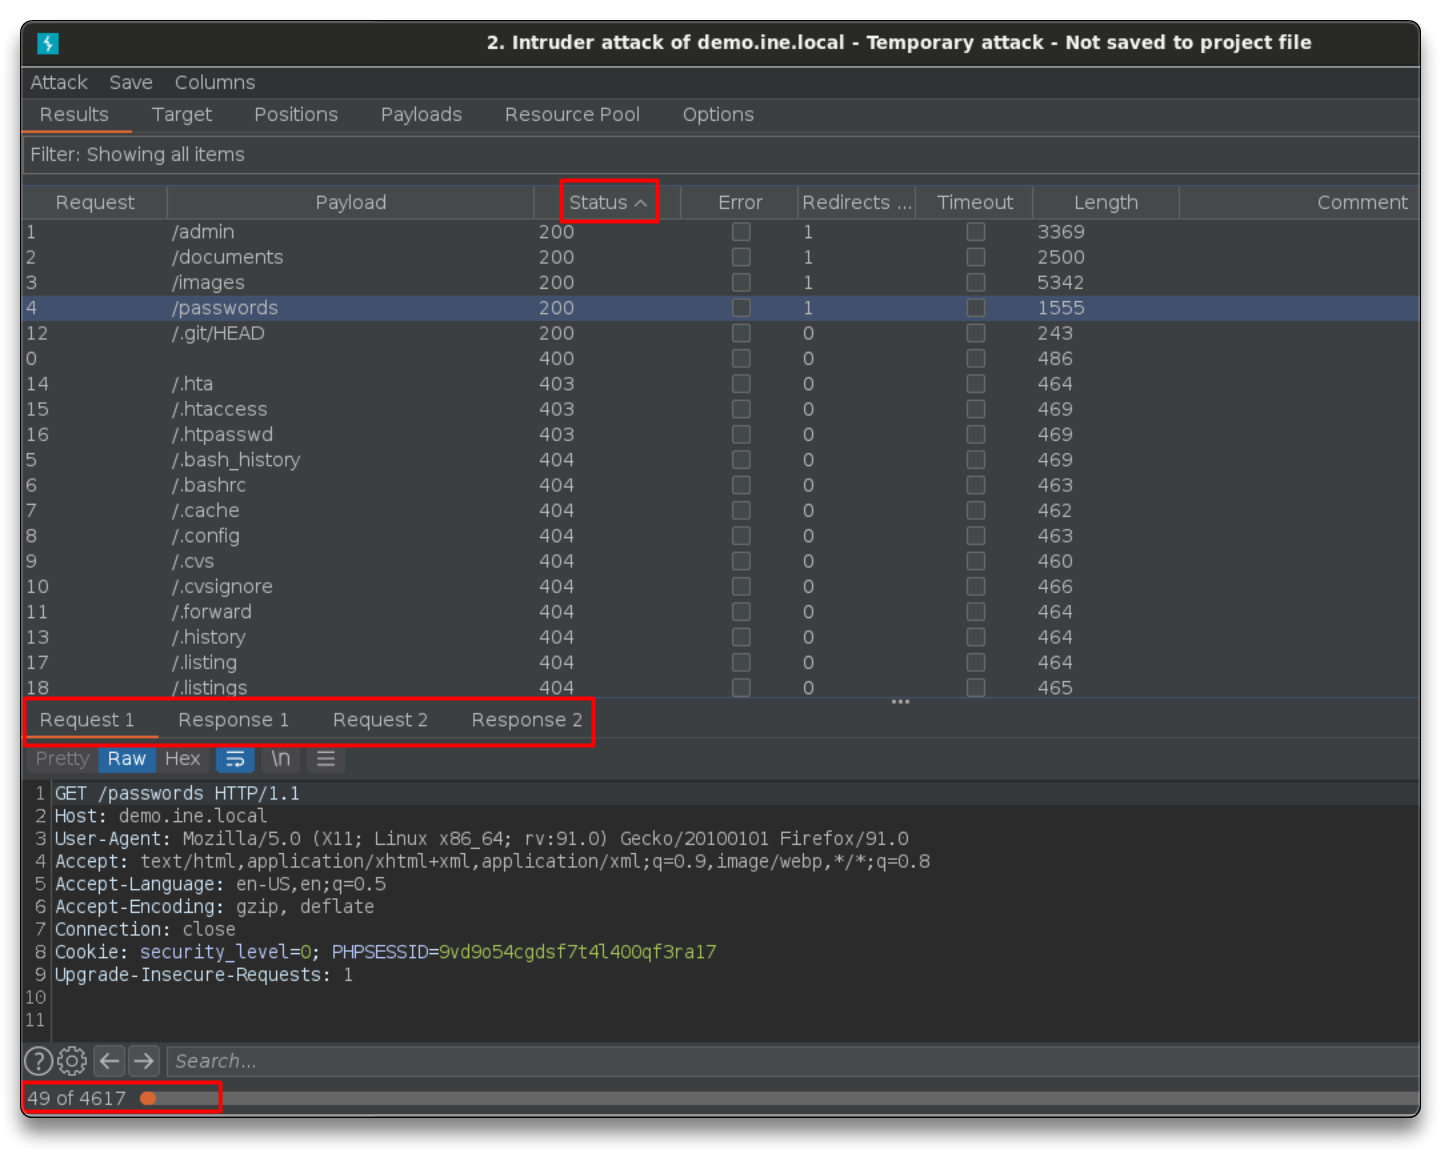 2. Intruder attack of demo.ine.local - Temporary attack - Not saved to project file
Attack Save Columns
Results Target Positions Payloads Resource Pool Options
Filter: Showing all items
Request Payload Status Error Redirects ... Timeout Length Comment
1 /admin 200 1 3369
2 /documents 200 1 2500
3 /images 200 1 5342
4 /passwords 200 1 1555
12 /.git/HEAD 200 0 243
0 400 0 486
14 /.hta 403 0 464
15 /.htaccess 403 0 469
16 /.htpasswd 403 0 469
5 /.bash_history 404 0 469
6 /.bashrc 404 0 463
7 /.cache 404 0 462
8 /.config 404 0 463
9 /.cvs 404 0 460
10 /.cvsignore 404 0 466
11 /.forward 404 0 464
13 /.history 404 0 464
17 /.listing 404 0 464
18 /.listings 404 0 465
Request 1 Response 1 Request 2 Response 2
Pretty Raw Hex \n
1 GET /passwords HTTP/1.1
2 Host: demo.ine.local
3 User-Agent: Mozilla/5.0 (X11; Linux x86_64; rv:91.0) Gecko/20100101 Firefox/91.0
4 Accept: text/html,application/xhtml+xml,application/xml;q=0.9,image/webp,*/*;q=0.8
5 Accept-Language: en-US,en;q=0.5
6 Accept-Encoding: gzip, deflate
7 Connection: close
8 Cookie: security_level=0; PHPSESSID=9vd9o54cgdsf7t4l400qf3ra17
9 Upgrade-Insecure-Requests: 1
10
11
? Search...
49 of 4617